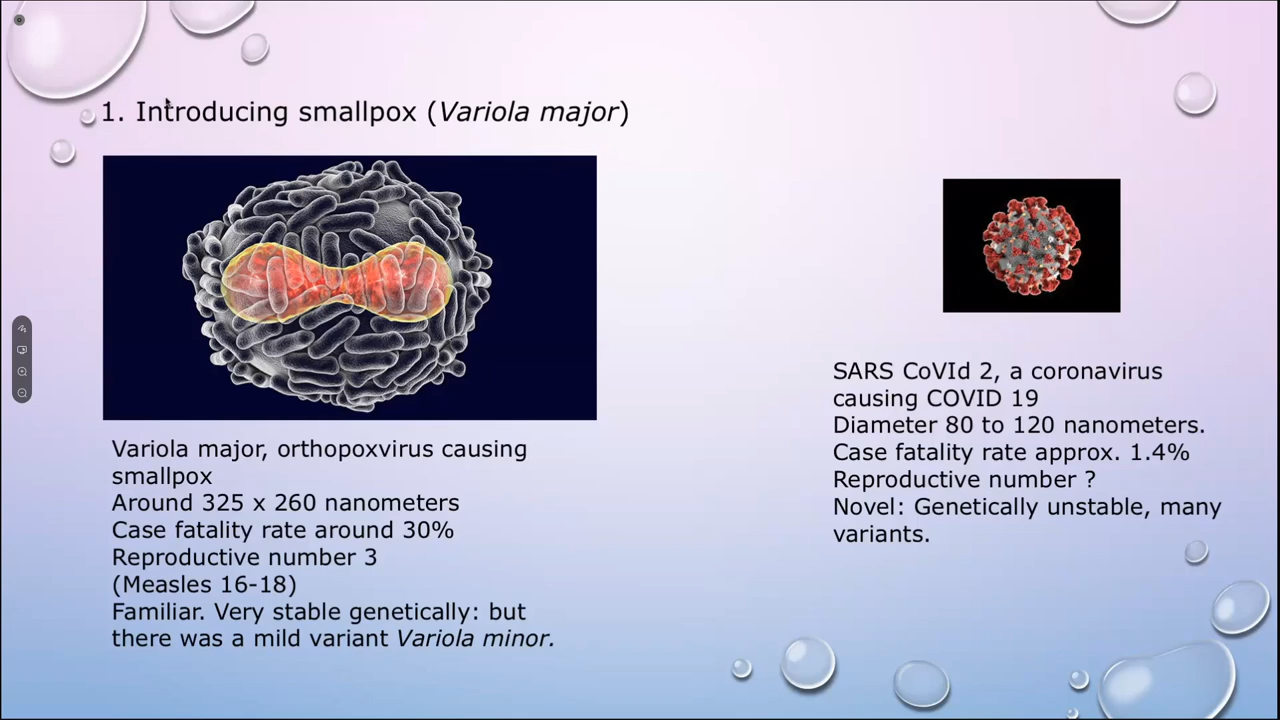 1. Introducing smallpox (Variola major)
Variola major, orthopoxvirus causing
smallpox
Around 325 x 260 nanometers
Case fatality rate around 30%
Reproductive number 3
(Measles 16-18)
Familiar. Very stable genetically: but
there was a mild variant Variola minor.
SARS CoVId 2, a coronavirus
causing COVID 19
Diameter 80 to 120 nanometers.
Case fatality rate approx. 1.4%
Reproductive number ?
Novel: Genetically unstable, many
variants.